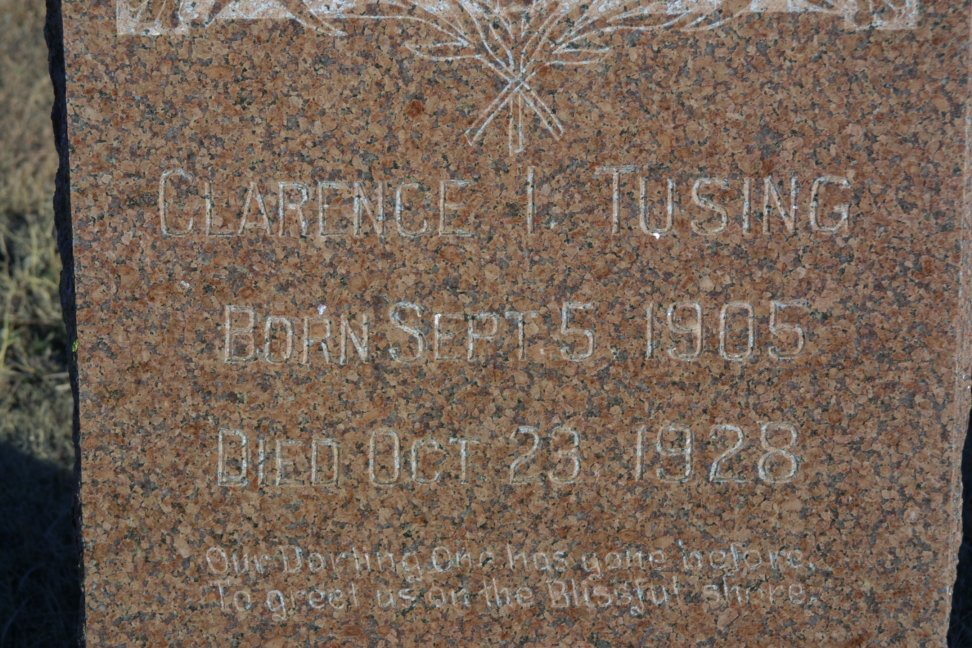 CLARENCE I. TUSING
BORN SEPT. 5, 1905
DIED OCT. 23, 1928
Our Darling One has gone before,
To greet us on the Blissful shore.